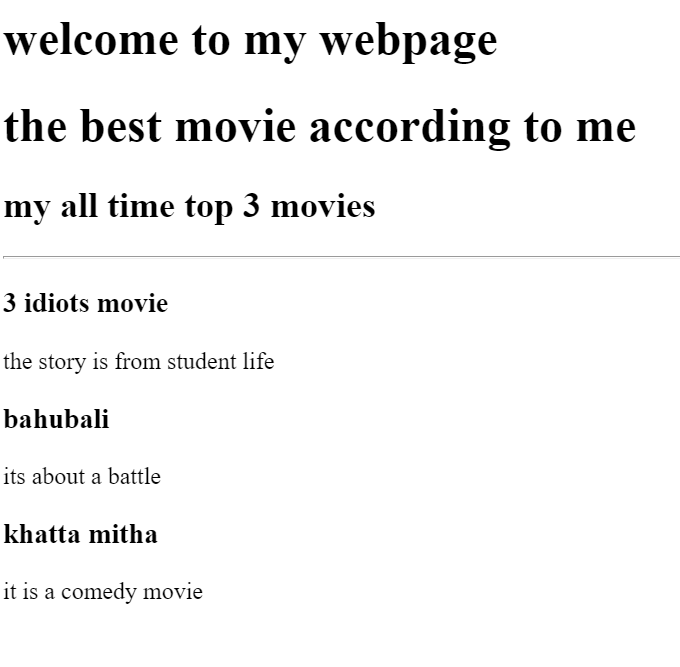 welcome to my webpage
the best movie according to me
my all time top 3 movies
3 idiots movie
the story is from student life
bahubali
its about a battle
khatta mitha
it is a comedy movie